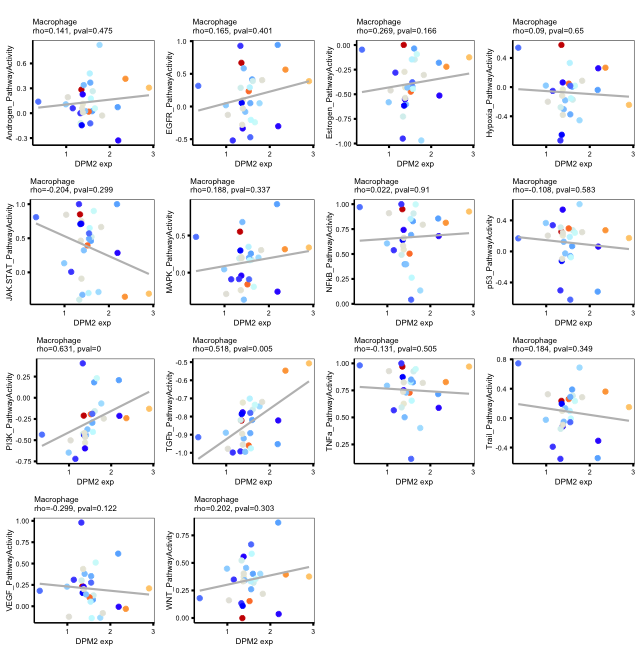 Macrophage
rho=0.141, pval=0.475
Androgen_PathwayActivity
0.6
0.3
0.0
-0.3
1 2 3
DPM2 exp
Macrophage
rho=0.165, pval=0.401
EGFR_PathwayActivity
1.0
0.5
0.0
-0.5
1 2 3
DPM2 exp
Macrophage
rho=0.269, pval=0.166
Estrogen_PathwayActivity
0.00
-0.25
-0.50
-0.75
-1.00
1 2 3
DPM2 exp
Macrophage
rho=0.09, pval=0.65
Hypoxia_PathwayActivity
0.4
0.0
-0.4
1 2 3
DPM2 exp
Macrophage
rho=-0.204, pval=0.299
JAK-STAT_PathwayActivity
1.0
0.5
0.0
1 2 3
DPM2 exp
Macrophage
rho=0.188, pval=0.337
MAPK_PathwayActivity
0.5
0.0
1 2 3
DPM2 exp
Macrophage
rho=0.022, pval=0.91
NFkB_PathwayActivity
1.00
0.75
0.50
0.25
0.00
1 2 3
DPM2 exp
Macrophage
rho=-0.108, pval=0.583
p53_PathwayActivity
0.4
0.0
-0.4
1 2 3
DPM2 exp
Macrophage
rho=0.631, pval=0
PI3K_PathwayActivity
0.25
0.00
-0.25
-0.50
-0.75
1 2 3
DPM2 exp
Macrophage
rho=0.518, pval=0.005
TGFb_PathwayActivity
-0.5
-0.6
-0.7
-0.8
-0.9
-1.0
1 2 3
DPM2 exp
Macrophage
rho=-0.131, pval=0.505
TNFa_PathwayActivity
1.00
0.75
0.50
0.25
1 2 3
DPM2 exp
Macrophage
rho=0.184, pval=0.349
Trail_PathwayActivity
0.8
0.4
0.0
-0.4
1 2 3
DPM2 exp
Macrophage
rho=-0.299, pval=0.122
VEGF_PathwayActivity
1.00
0.75
0.50
0.25
0.00
1 2 3
DPM2 exp
Macrophage
rho=0.202, pval=0.303
WNT_PathwayActivity
1.00
0.75
0.50
0.25
0.00
1 2 3
DPM2 exp